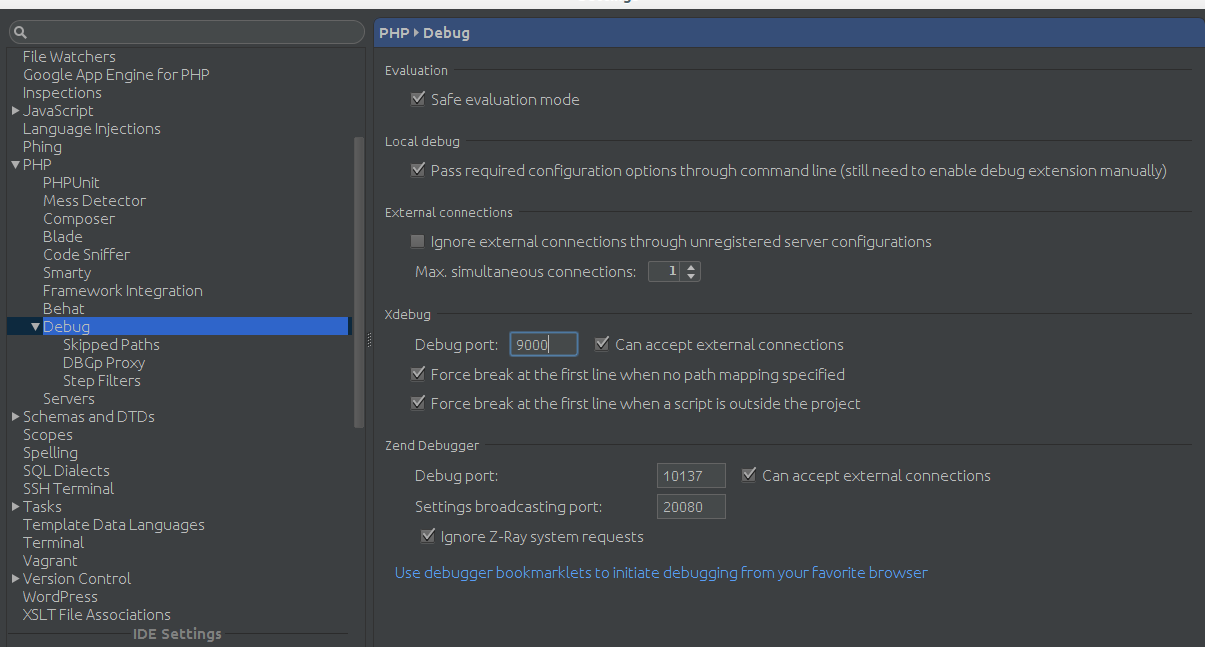 PHP Debug
File Watchers
Google App Engine for PHP
Inspections
JavaScript
Language Injections
Phing
PHP
PHPUnit
Mess Detector
Composer
Blade
Code Sniffer
Smarty
Framework Integration
Behat
Debug
Skipped Paths
DBGp Proxy
Step Filters
Servers
Schemas and DTDs
Scopes
Spelling
SQL Dialects
SSH Terminal
Tasks
Template Data Languages
Terminal
Vagrant
Version Control
WordPress
XSLT File Associations
IDE Settings
Evaluation
Safe evaluation mode
Local debug
Pass required configuration options through command line (still need to enable debug extension manually)
External connections
Ignore external connections through unregistered server configurations
Max. simultaneous connections: 1
Xdebug
Debug port: 9000 Can accept external connections
Force break at the first line when no path mapping specified
Force break at the first line when a script is outside the project
Zend Debugger
Debug port: 10137 Can accept external connections
Settings broadcasting port: 20080
Ignore Z-Ray system requests
Use debugger bookmarklets to initiate debugging from your favorite browser